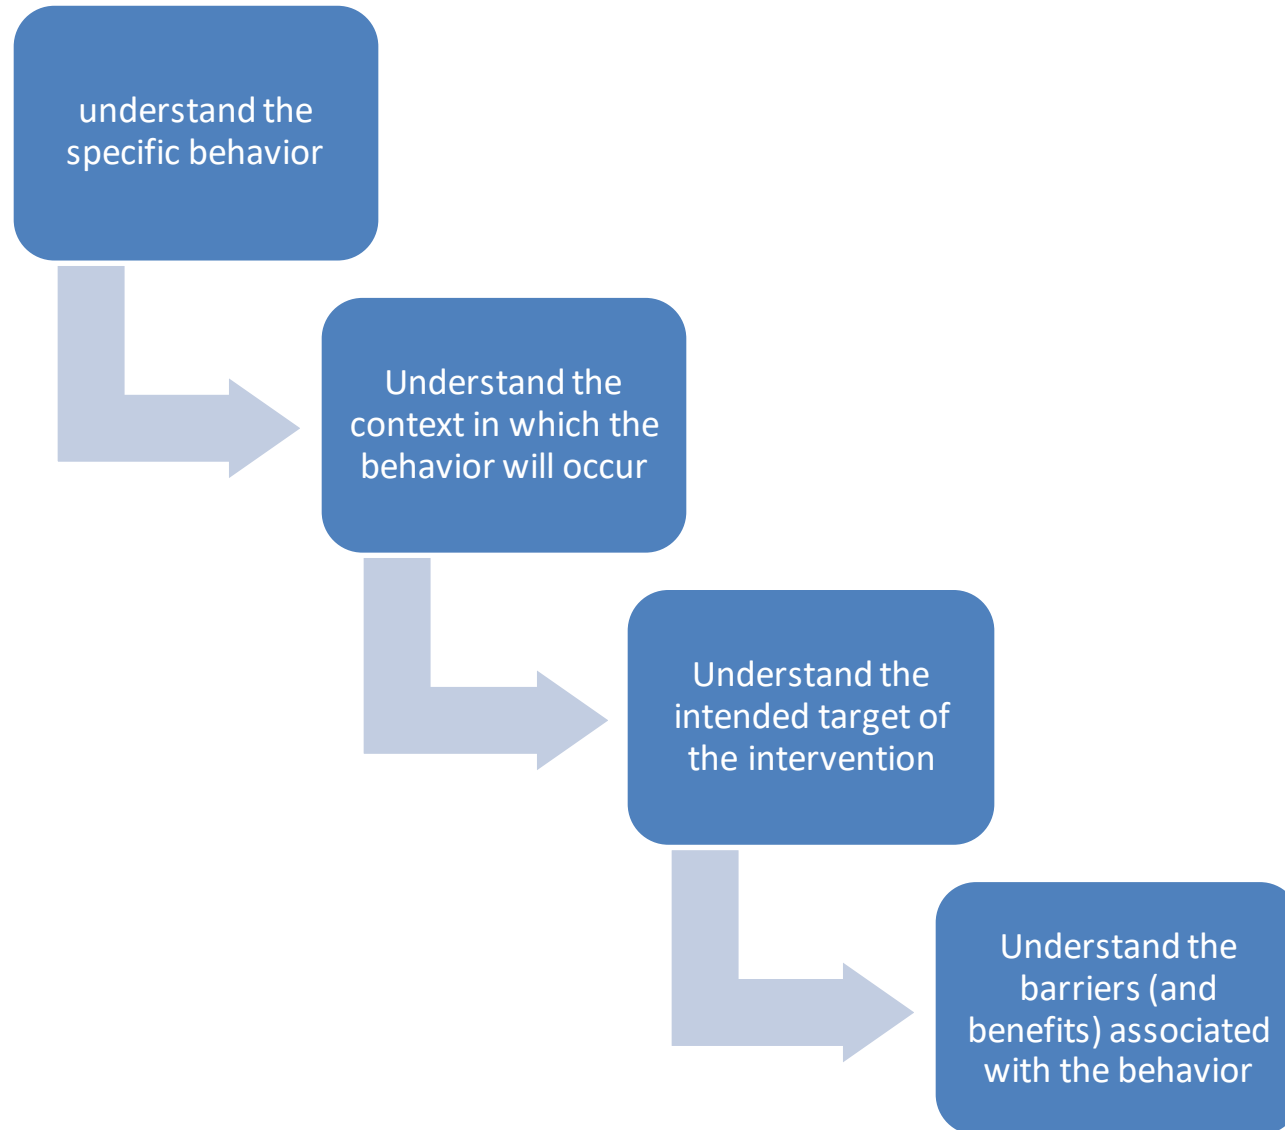 understand the
specific behavior
Understand the
context in which the
behavior will occur
Understand the
intended target of
the intervention
Understand the
barriers (and
benefits) associated
with the behavior